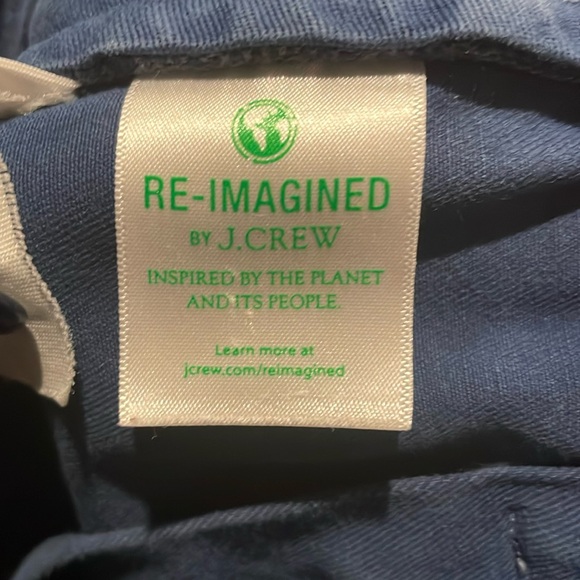 RE-IMAGINED
BY J.CREW
INSPIRED BY THE PLANET
AND ITS PEOPLE.
Learn more at
jcrew.com/reimagined